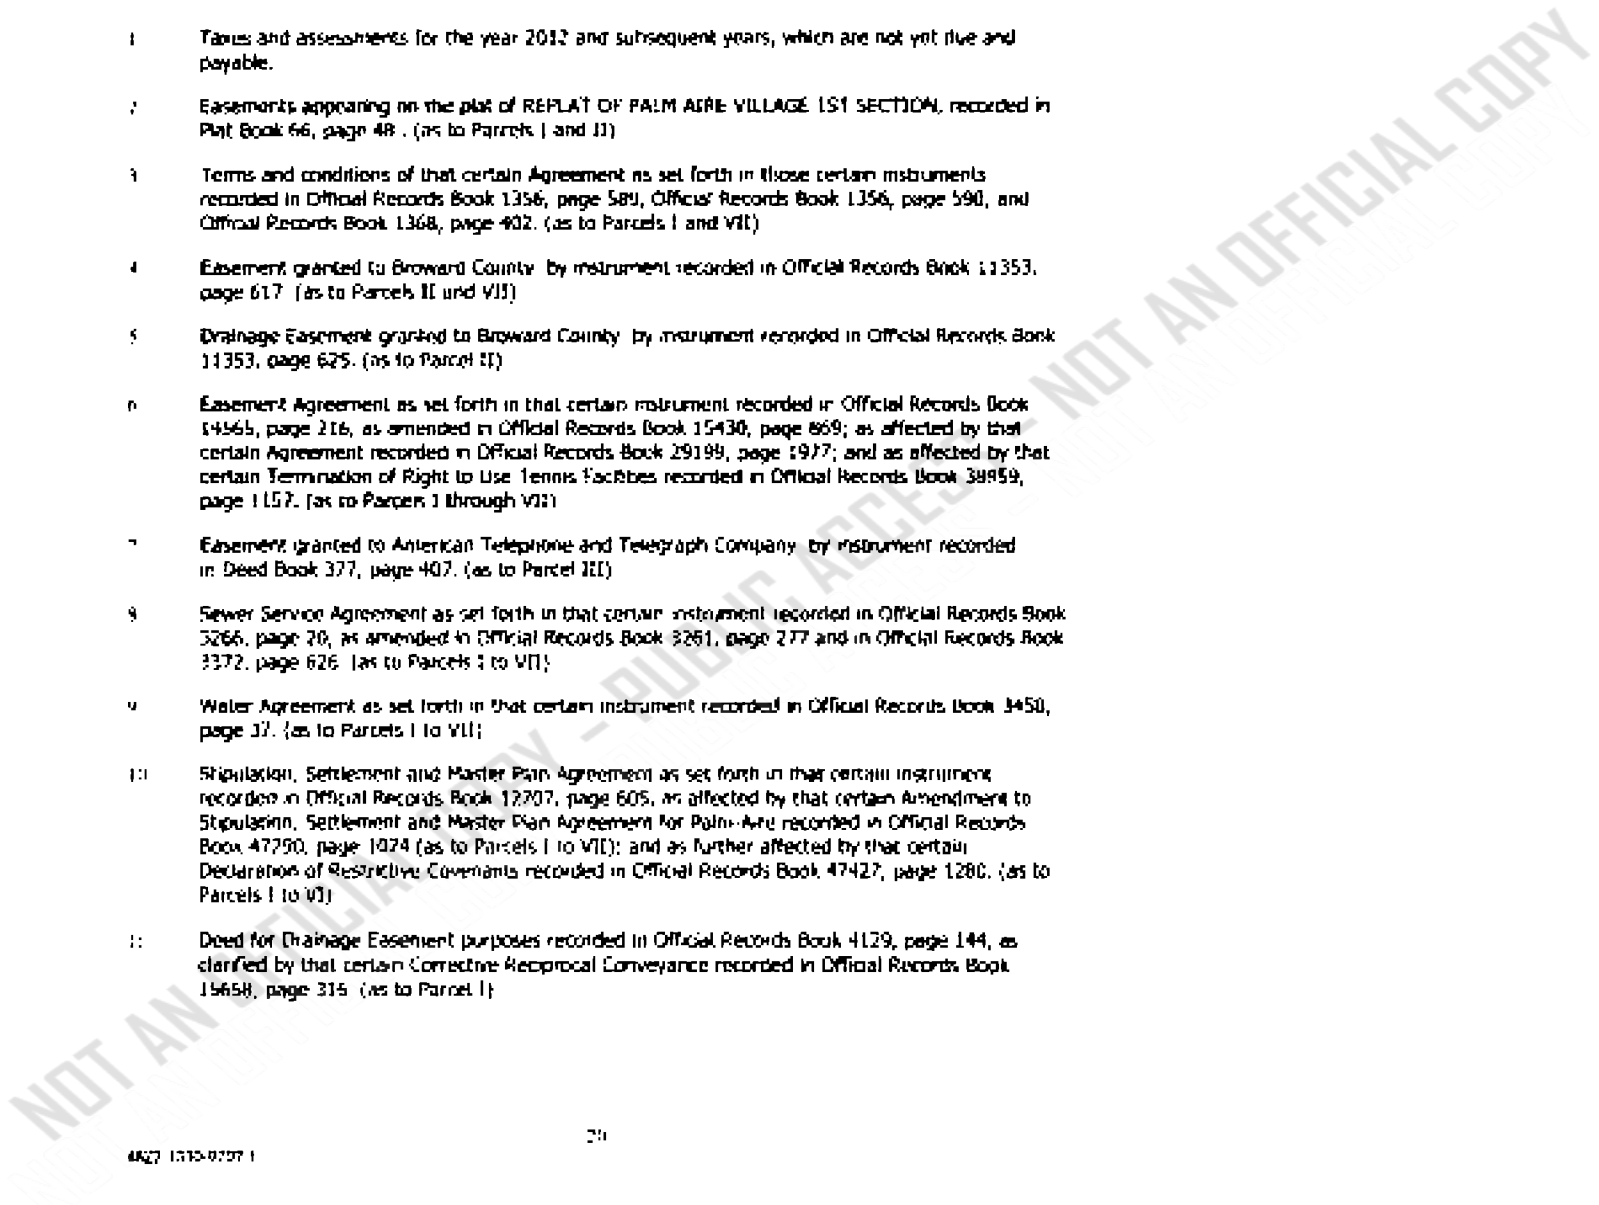 1 Taxes and assessments for the year 2012 and subsequent years, which are not yet due and
payable.
2 Easements appearing on the plat of REPLAT OF PALM AIRE VILLAGE 1ST SECTION, recorded in
Plat Book 66, page 48 . (as to Parcels I and II)
3 Terms and conditions of that certain Agreement as set forth in those certain instruments
recorded in Official Records Book 1356, page 589, Official Records Book 1356, page 590, and
Official Records Book 1368, page 402. (as to Parcels I and VII)
4 Easement granted to Broward County by instrument recorded in Official Records Book 11353,
page 617 (as to Parcels II and VII)
5 Drainage Easement granted to Broward County by instrument recorded in Official Records Book
11353, page 625. (as to Parcel II)
6 Easement Agreement as set forth in that certain instrument recorded in Official Records Book
14565, page 216, as amended in Official Records Book 15430, page 869; as affected by that
certain Agreement recorded in Official Records Book 29199, page 1977; and as affected by that
certain Termination of Right to Use Tennis Facilities recorded in Official Records Book
page 1157. (as to Parcels I through VII)
7 Easement granted to American Telephone and Telegraph Company by instrument recorded
in Deed Book 377, page 407. (as to Parcel III)
8 Sewer Service Agreement as set forth in that certain instrument recorded in Official Records Book
page 20, as amended in Official Records Book 3261, page 277 and in Official Records Book
3372, page 626 (as to Parcels I to VII)
9 Water Agreement as set forth in that certain instrument recorded in Official Records Book 3450,
page 37. (as to Parcels I to VII)
10 Stipulation, Settlement and Master Plan Agreement as set forth in that certain instrument
recorded in Official Records Book 12707, page 605, as affected by that certain Amendment to
Stipulation, Settlement and Master Plan Agreement for Palm-Aire recorded in Official Records
Book 47290, page 1024 (as to Parcels I to VII); and as further affected by that certain
Declaration of Restrictive Covenants recorded in Official Records Book 47427, page 1280. (as to
Parcels I to VI)
11 Deed for Drainage Easement purposes recorded in Official Records Book 4129, page 144, as
clarified by that certain Corrective Reciprocal Conveyance recorded in Official Records Book
15658, page 316 (as to Parcel I)
20
NOT AN OFFICIAL COPY - PUBLIC ACCESS - NOT AN OFFICIAL COPY